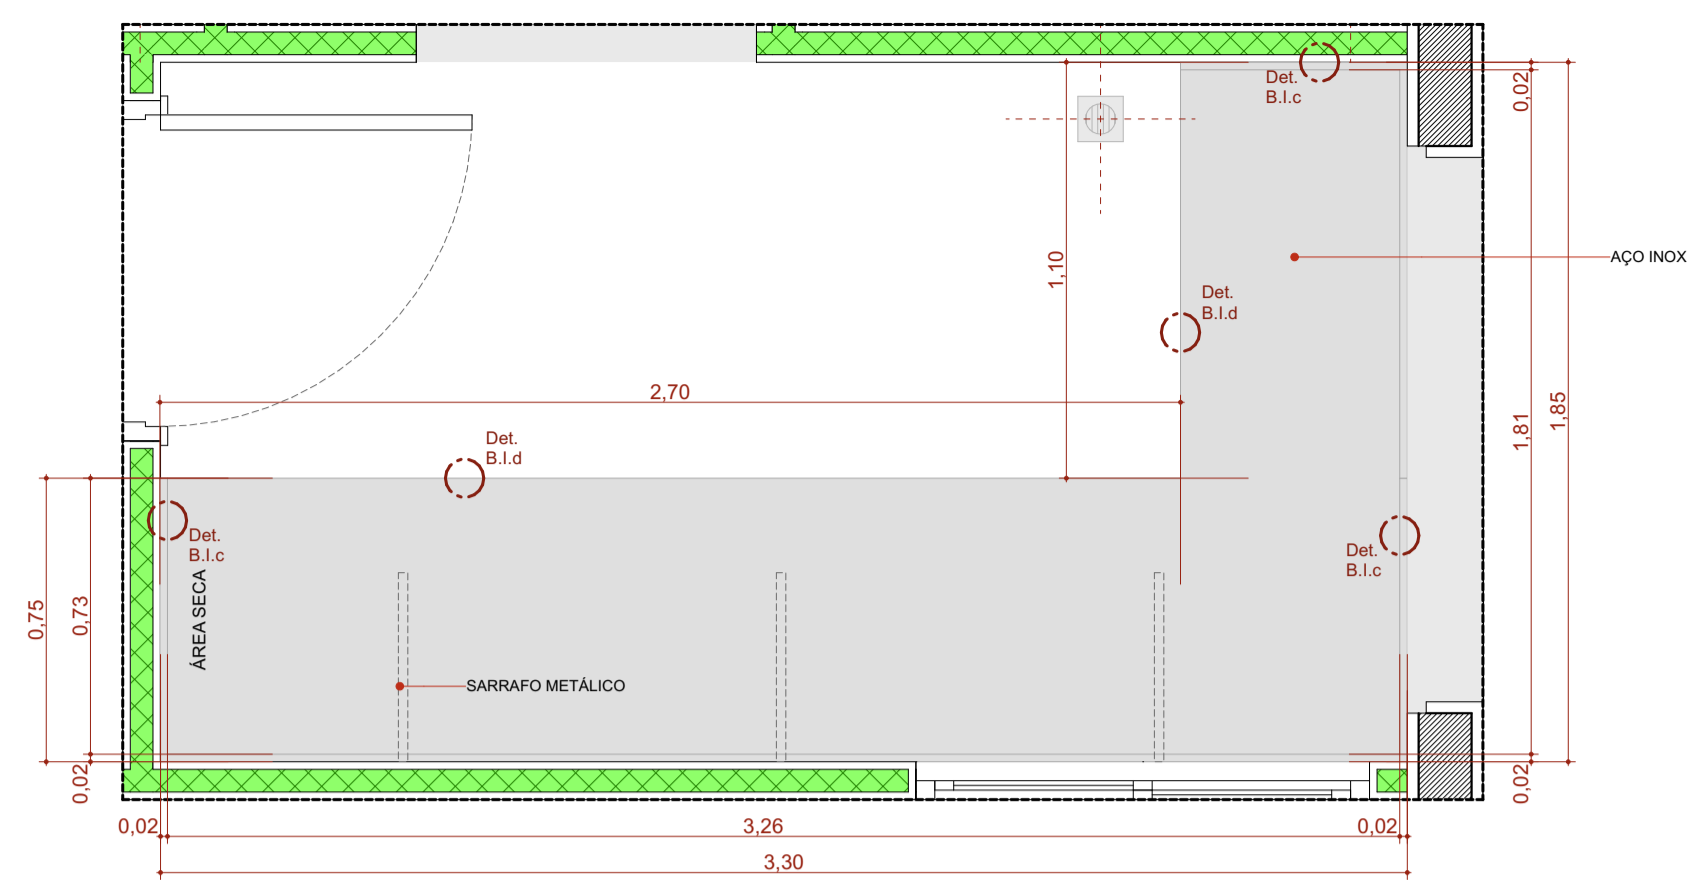 Det.
B.I.c
0,02
AÇO INOX
1,10
Det.
B.I.d
2,70
1,81
1,85
Det.
B.I.d
Det.
B.I.c
Det.
B.I.c
0,75
0,73
ÁREA SECA
SARRAFO METÁLICO
0,02
0,02
0,02
3,26
0,02
3,30